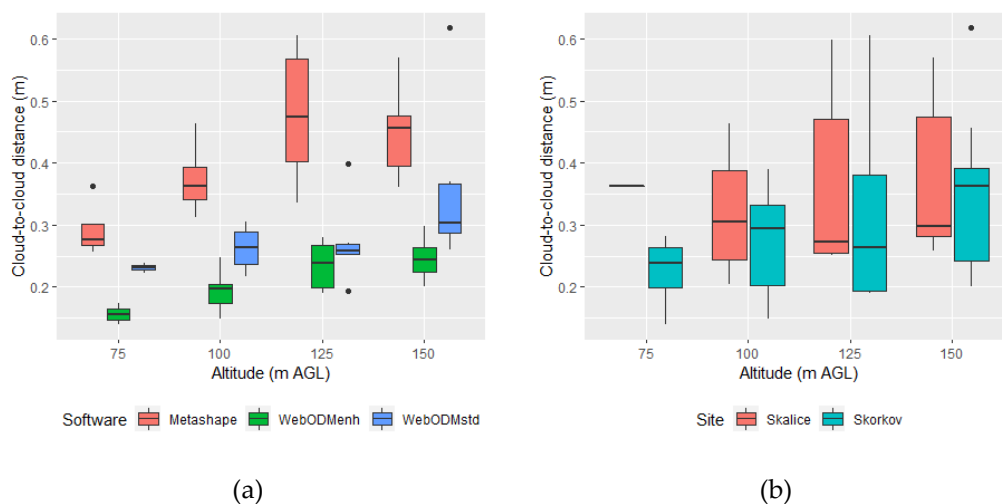 Cloud-to-cloud distance (m)
0.6
0.5
0.4
0.3
0.2
75 100 125 150
Altitude (m AGL)
Software Metashape WebODMenh WebODMstd
(a)
Cloud-to-cloud distance (m)
0.6
0.5
0.4
0.3
0.2
75 100 125 150
Altitude (m AGL)
Site Skalice Skorkov
(b)